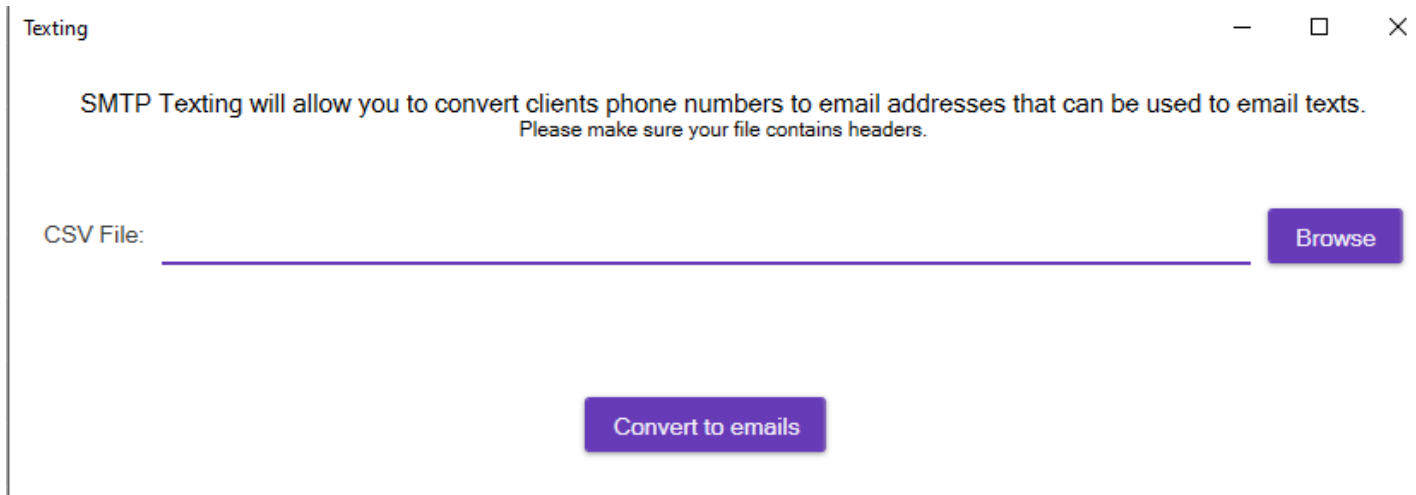 Texting
SMTP Texting will allow you to convert clients phone numbers to email addresses that can be used to email texts.
Please make sure your file contains headers.
CSV File:
Browse
Convert to emails